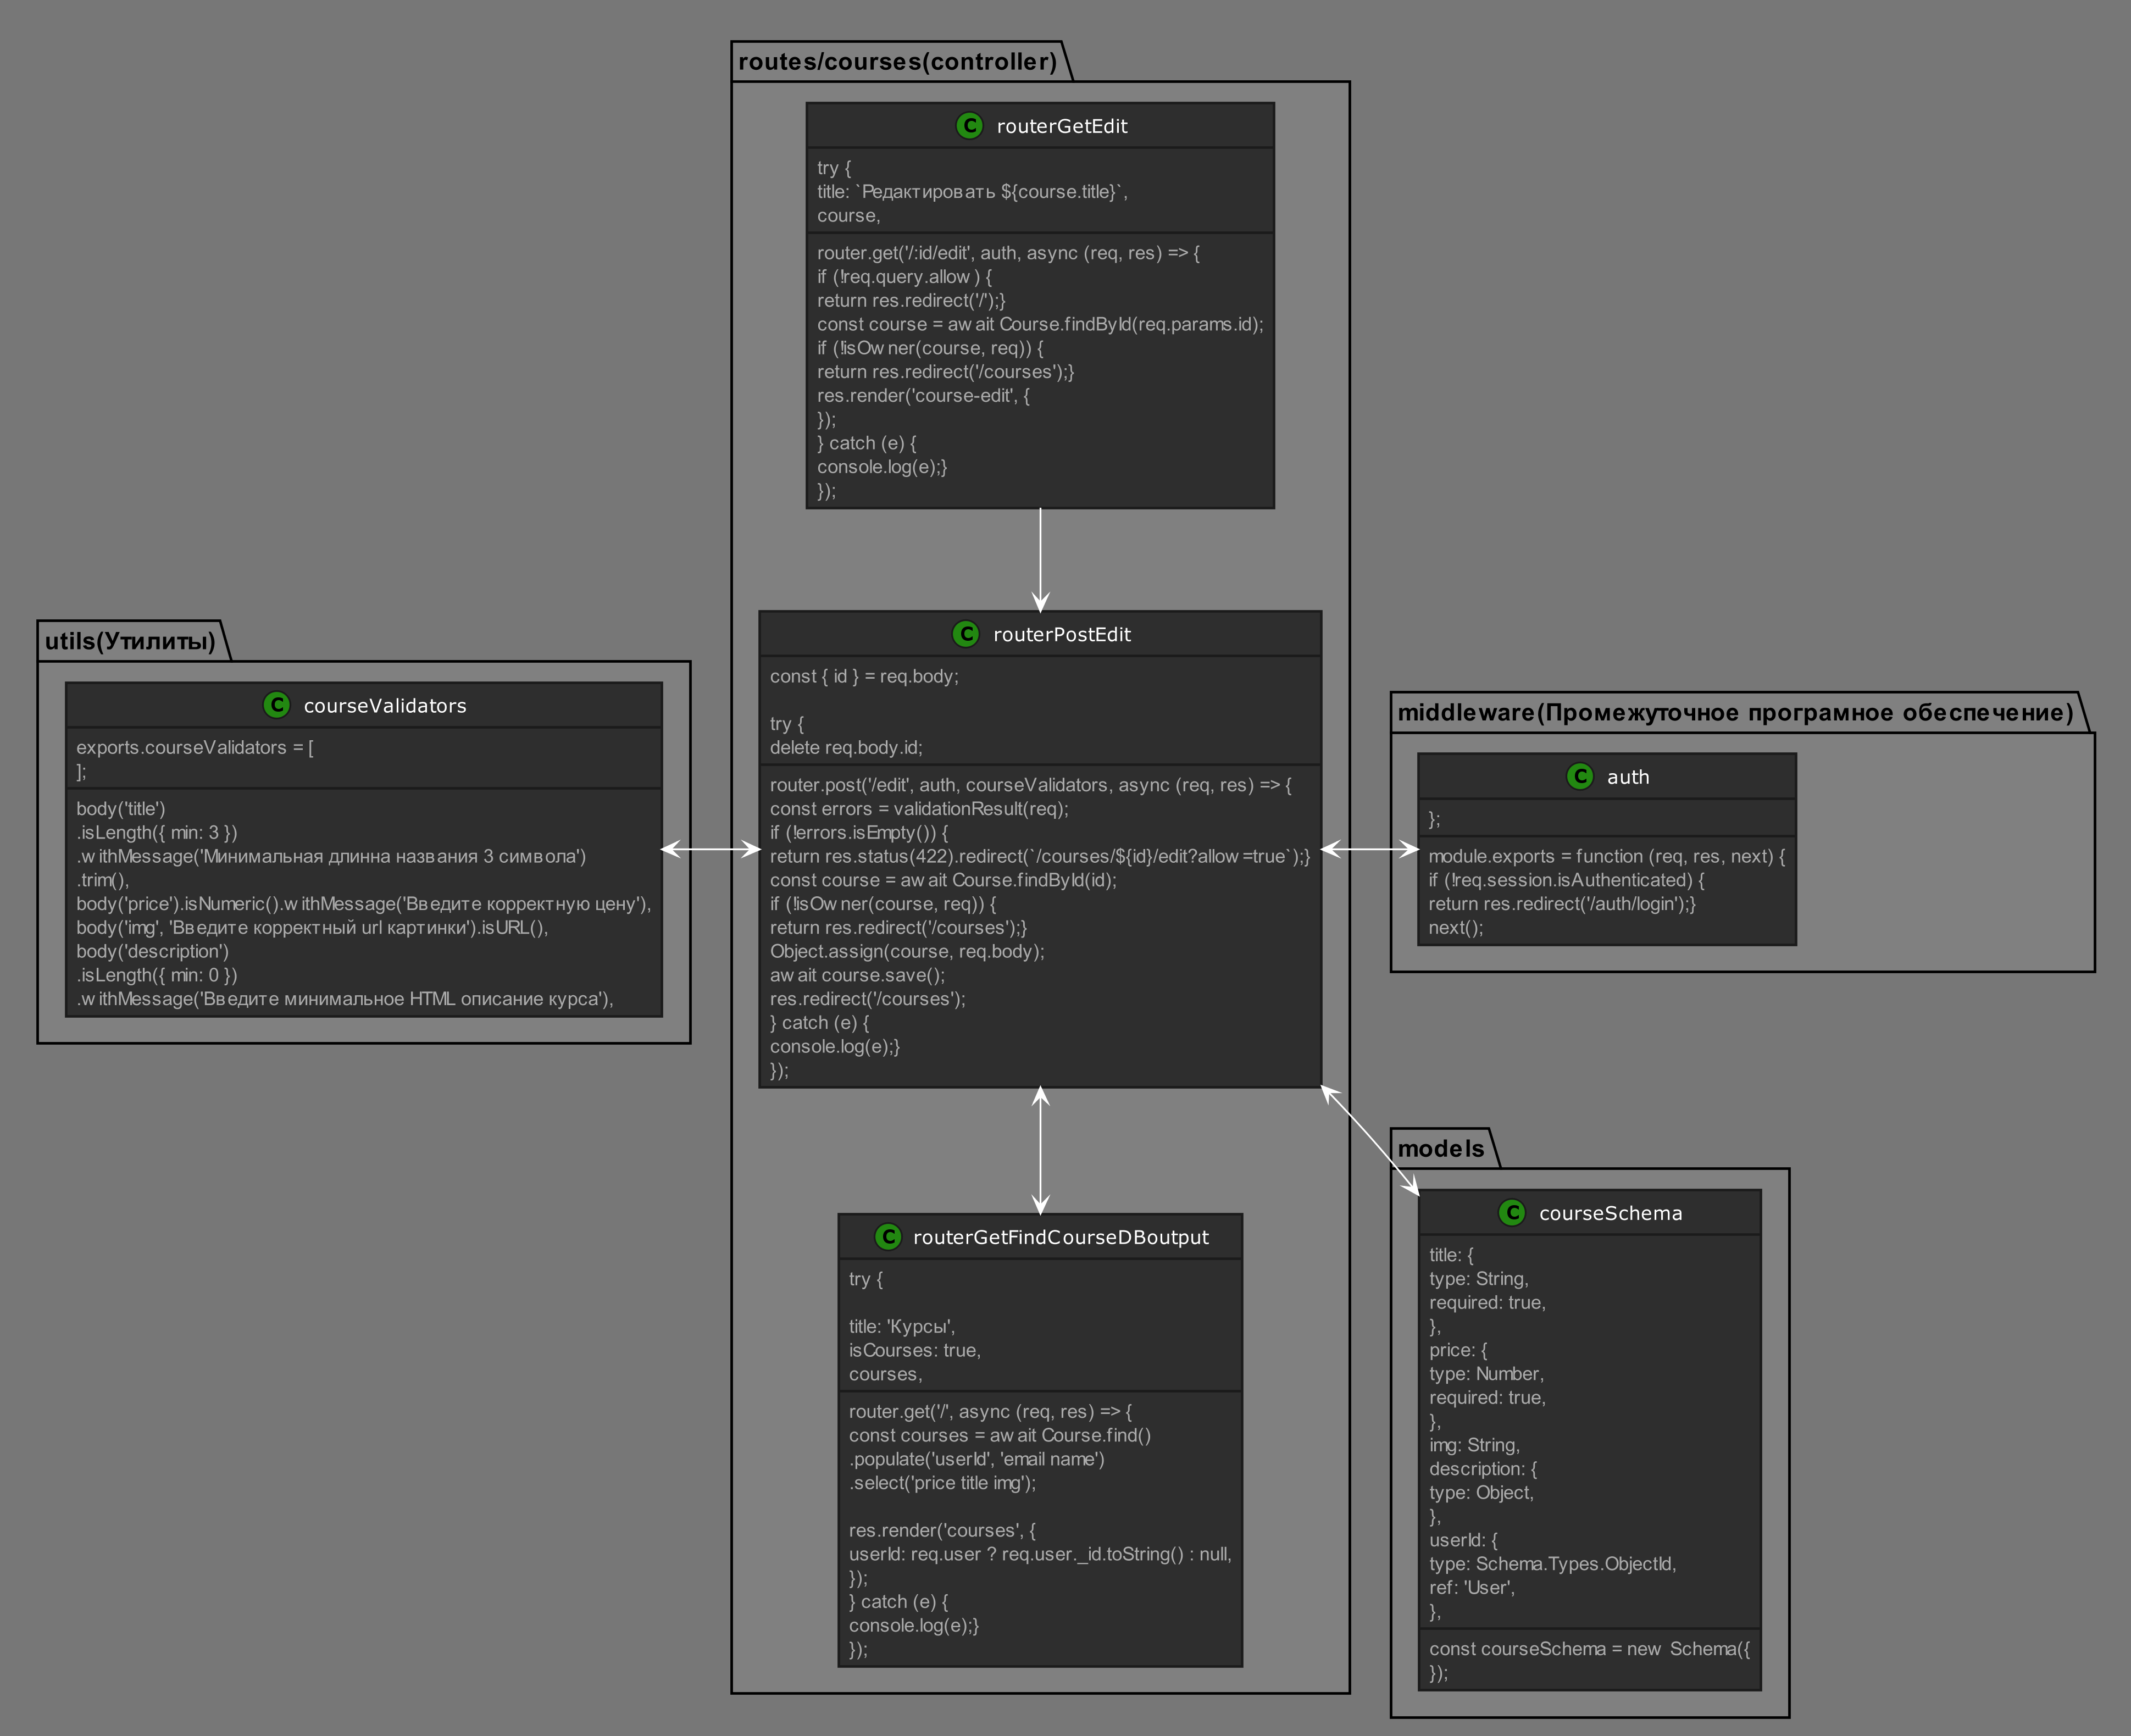 routes/courses(controller)
C routerGetEdit
try {
title: `Редактировать ${course.title}`,
course,
router.get('/:id/edit', auth, async (req, res) => {
if (!req.query.allow) {
return res.redirect('/');}
const course = await Course.findById(req.params.id);
if (!isOwner(course, req)) {
return res.redirect('/courses');}
res.render('course-edit', {
});
} catch (e) {
console.log(e);}
});
utils(Утилиты)
C courseValidators
exports.courseValidators = [
];
body('title')
.isLength({ min: 3 })
.withMessage('Минимальная длинна названия 3 символа')
.trim(),
body('price').isNumeric().withMessage('Введите корректную цену'),
body('img', 'Введите корректный url картинки').isURL(),
body('description')
.isLength({ min: 0 })
.withMessage('Введите минимальное HTML описание курса'),
C routerPostEdit
const { id } = req.body;
try {
delete req.body.id;
router.post('/edit', auth, courseValidators, async (req, res) => {
const errors = validationResult(req);
if (!errors.isEmpty()) {
return res.status(422).redirect(`/courses/${id}/edit?allow=true`);}
const course = await Course.findById(id);
if (!isOwner(course, req)) {
return res.redirect('/courses');}
Object.assign(course, req.body);
await course.save();
res.redirect('/courses');
} catch (e) {
console.log(e);}
});
middleware(Промежуточное програмное обеспечение)
C auth
};
module.exports = function (req, res, next) {
if (!req.session.isAuthenticated) {
return res.redirect('/auth/login');}
next();
C routerGetFindCourseDBoutput
try {
title: 'Курсы',
isCourses: true,
courses,
router.get('/', async (req, res) => {
const courses = await Course.find()
.populate('userId', 'email name')
.select('price title img');
res.render('courses', {
userId: req.user ? req.user._id.toString() : null,
});
} catch (e) {
console.log(e);}
});
models
C courseSchema
title: {
type: String,
required: true,
},
price: {
type: Number,
required: true,
},
img: String,
description: {
type: Object,
},
userId: {
type: Schema.Types.ObjectId,
ref: 'User',
},
const courseSchema = new Schema({
});